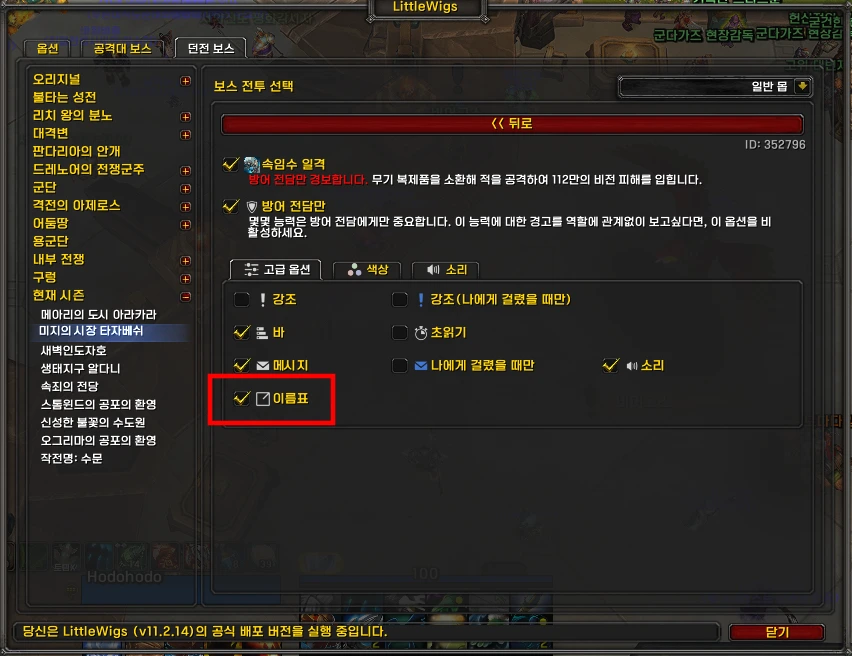 LittleWigs
옵션
공격대 보스
던전 보스
오리지널
불타는 성전
리치 왕의 분노
대격변
판다리아의 안개
드레노어의 전쟁군주
군단
격전의 아제로스
어둠땅
용군단
내부 전쟁
구렁
현재 시즌
메아리의 도시 아라카라
미지의 시장 타자베쉬
새벽인도자호
생태지구 알다니
속죄의 전당
스톰윈드의 공포의 환영
신성한 불꽃의 수도원
오그리마의 공포의 환영
작전명: 수문
보스 전투 선택
일반 몹
<< 뒤로
ID: 352796
속임수 일격
방어 전담만 경보합니다. 무기 복제품을 소환해 적을 공격하여 112만의 비전 피해를 입힙니다.
방어 전담만
몇몇 능력은 방어 전담에게만 중요합니다. 이 능력에 대한 경고를 역할에 관계없이 보고싶다면, 이 옵션을 비
활성하세요.
고급 옵션
색상
소리
강조
강조(나에게 걸렸을 때만)
바
초읽기
메시지
나에게 걸렸을 때만
소리
이름표
Hodohodo
100
당신은 LittleWigs (v11.2.14)의 공식 배포 버전을 실행 중입니다.
닫기